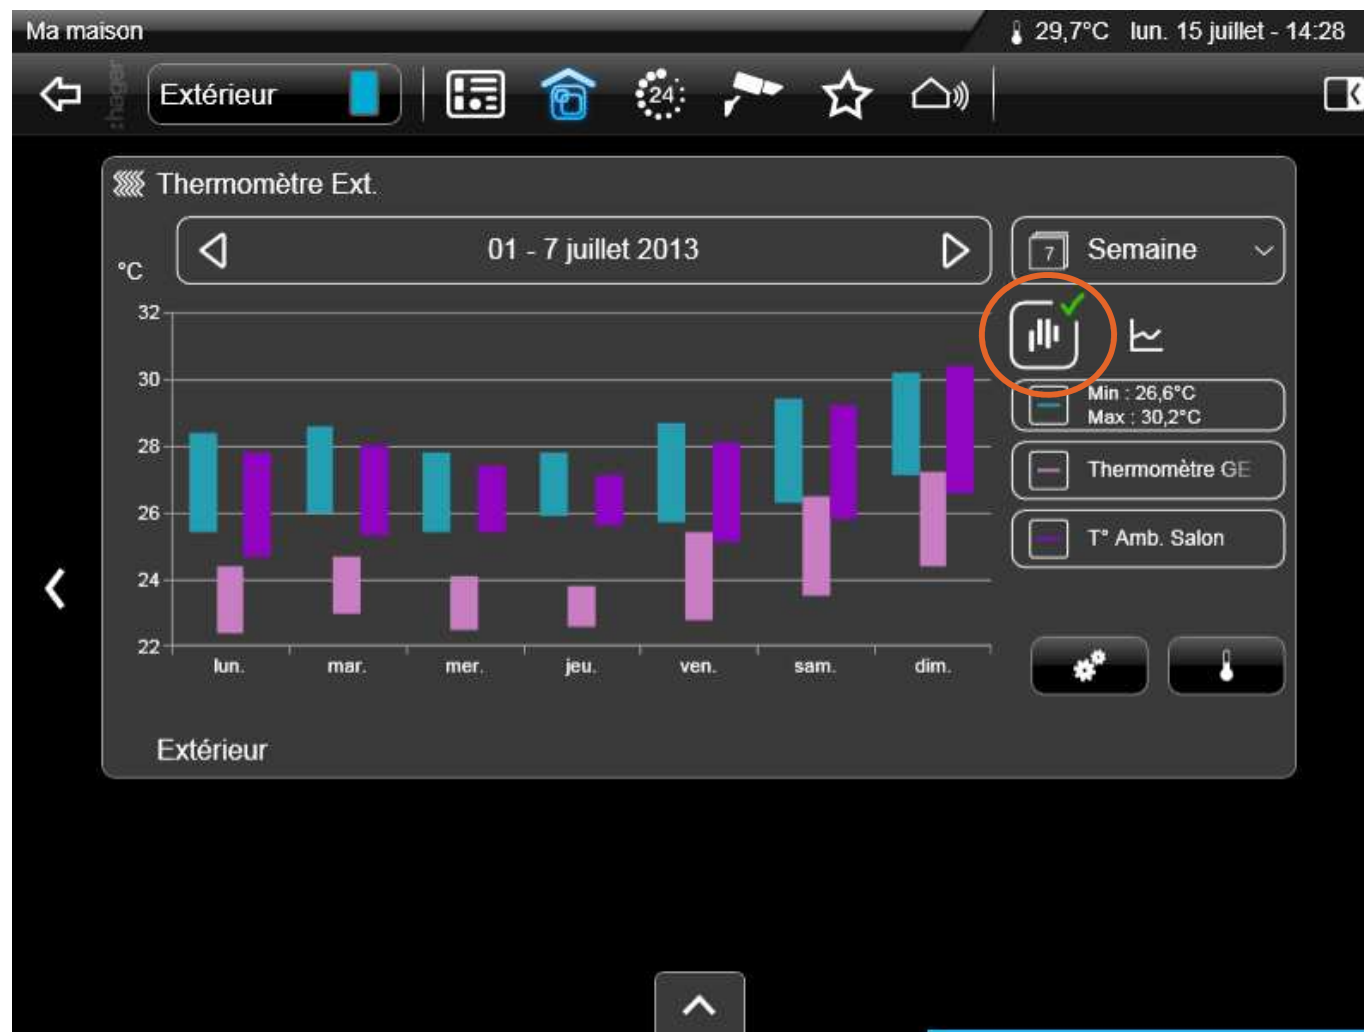 Ma maison
29,7°C lun. 15 juillet - 14:28
:hager
Extérieur
24
Thermomètre Ext.
01 - 7 juillet 2013
7
Semaine
°C
32
30
28
26
24
22
lun. mar. mer. jeu. ven. sam. dim.
Min : 26,6°C
Max : 30,2°C
Thermomètre GE
T° Amb. Salon
Extérieur